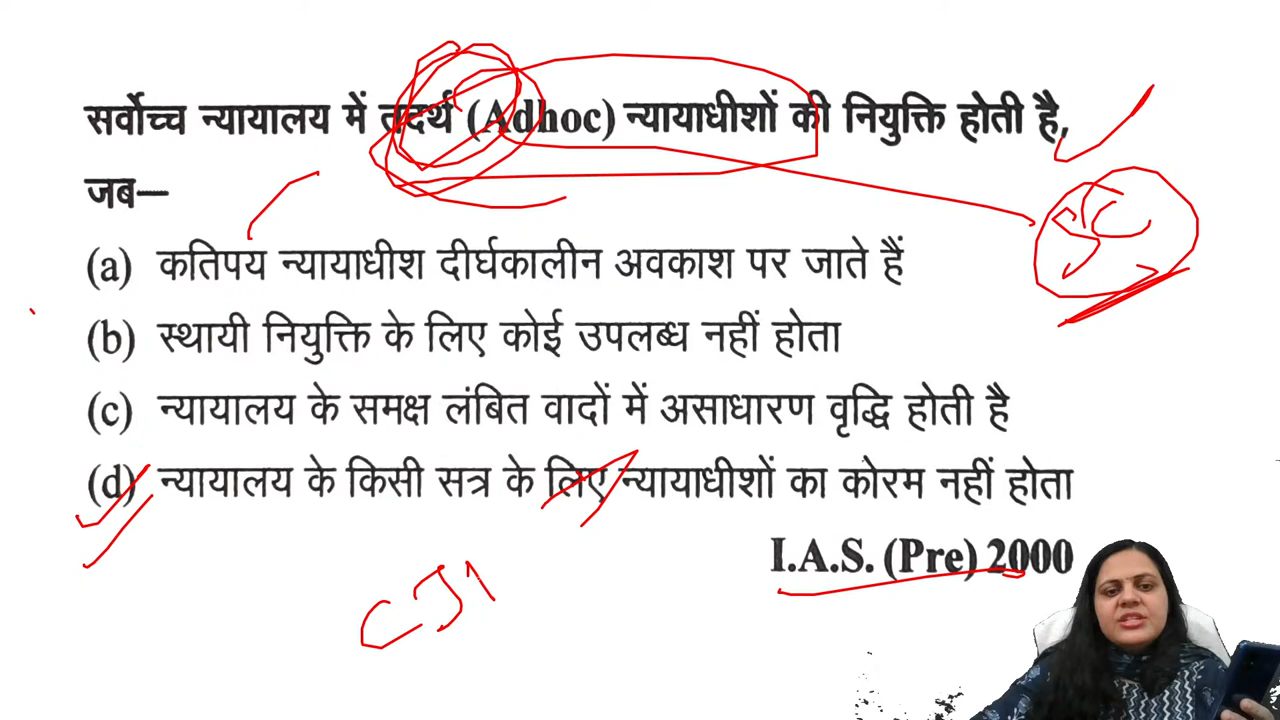 सर्वोच्च न्यायालय में तदर्थ (Adhoc) न्यायाधीशों की नियुक्ति होती है,
जब—
(a) कतिपय न्यायाधीश दीर्घकालीन अवकाश पर जाते हैं
(b) स्थायी नियुक्ति के लिए कोई उपलब्ध नहीं होता
(c) न्यायालय के समक्ष लंबित वादों में असाधारण वृद्धि होती है
(d) न्यायालय के किसी सत्र के लिए न्यायाधीशों का कोरम नहीं होता
I.A.S. (Pre) 2000
SC
CJI